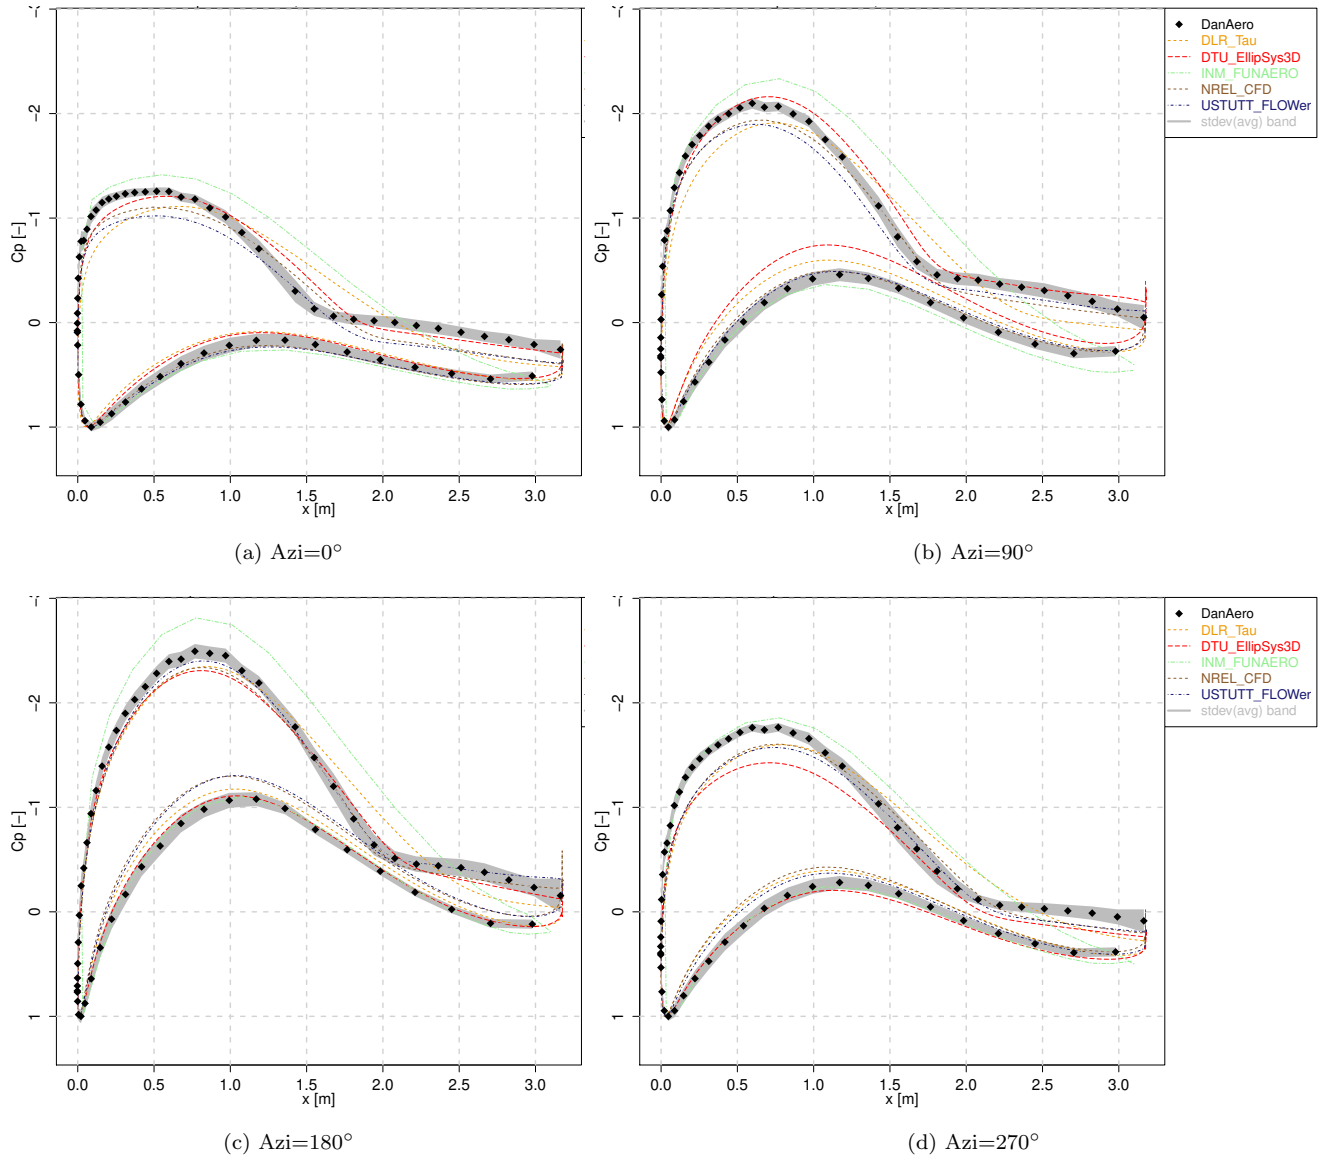 -2
-1
0
1
Cp [−]
0.0 0.5 1.0 1.5 2.0 2.5 3.0
x [m]
(a) Azi=0°
-2
-1
0
1
Cp [−]
0.0 0.5 1.0 1.5 2.0 2.5 3.0
x [m]
DanAero
DLR_Tau
DTU_EllipSys3D
INM_FUNAERO
NREL_CFD
USTUTT_FLOWer
stdev(avg) band
(b) Azi=90°
-2
-1
0
1
Cp [−]
0.0 0.5 1.0 1.5 2.0 2.5 3.0
x [m]
(c) Azi=180°
-2
-1
0
1
Cp [−]
0.0 0.5 1.0 1.5 2.0 2.5 3.0
x [m]
DanAero
DLR_Tau
DTU_EllipSys3D
INM_FUNAERO
NREL_CFD
USTUTT_FLOWer
stdev(avg) band
(d) Azi=270°